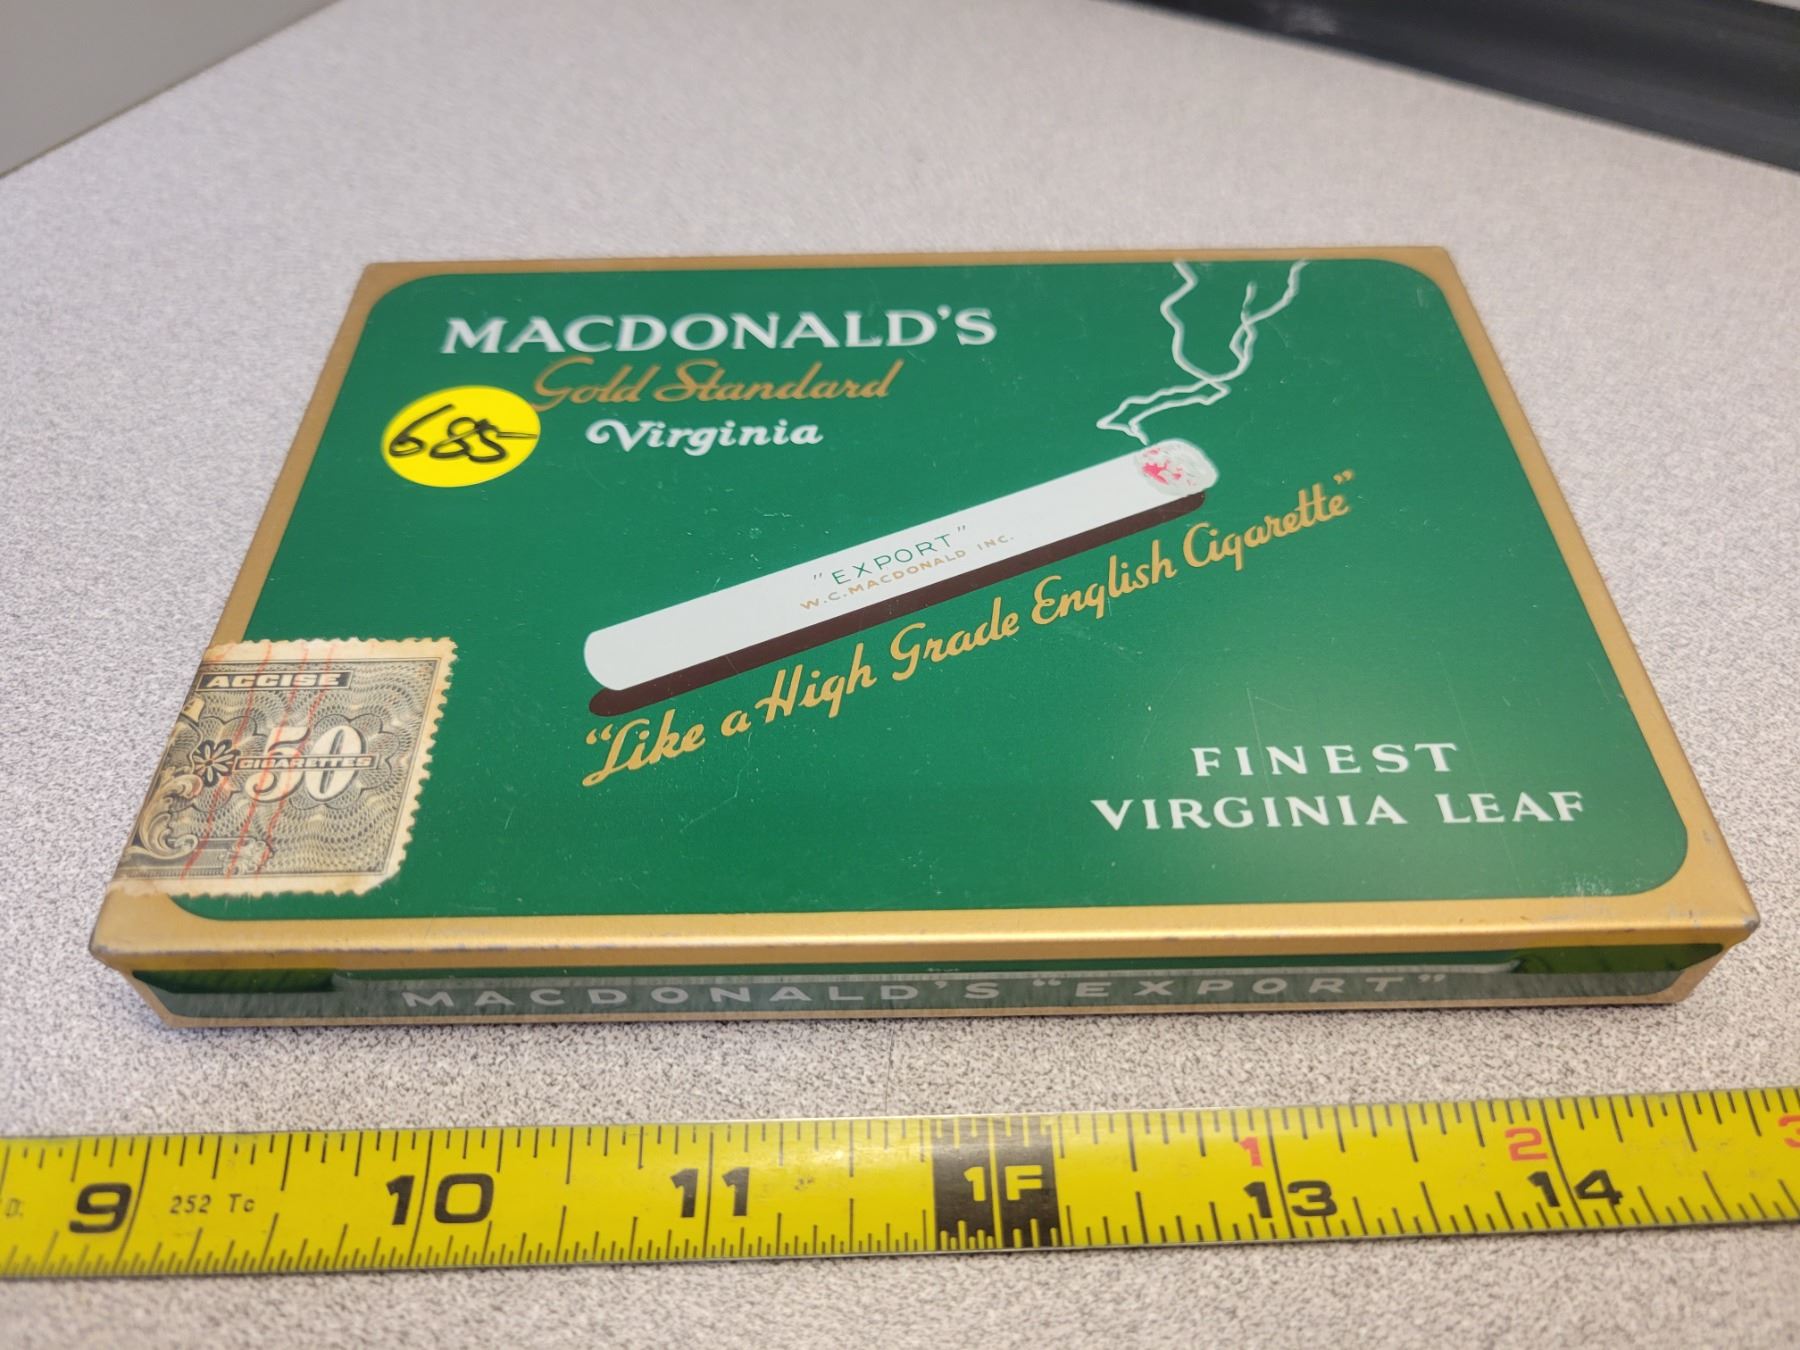 MACDONALD'S
Gold Standard
Virginia
685
"EXPORT"
W.C. MACDONALD INC.
"Like a High Grade English Cigarette"
ACCISE
50
CIGARETTES
FINEST
VIRGINIA LEAF
MACDONALD'S "EXPORT"
1 2 3
9 252 Tc 10 11 1F 13 14